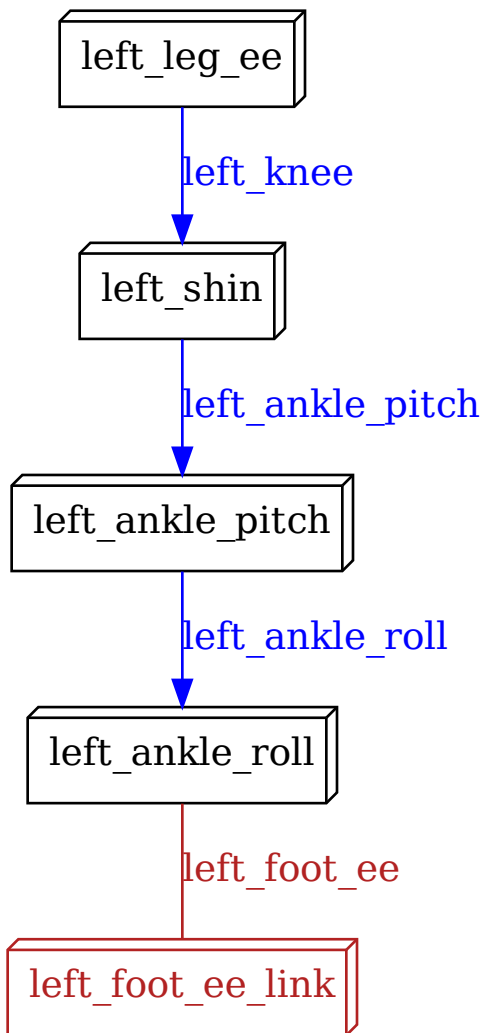 left_leg_ee
left_knee
left_shin
left_ankle_pitch
left_ankle_pitch
left_ankle_roll
left_ankle_roll
left_foot_ee
left_foot_ee_link